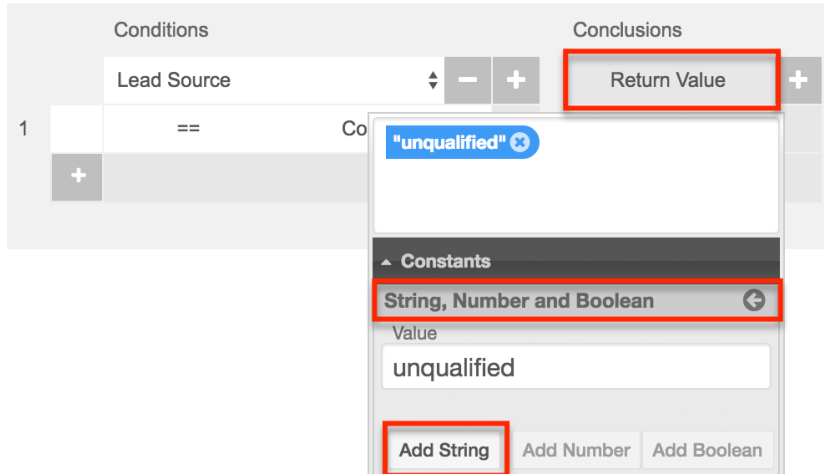 Conditions
Conclusions
Lead Source
Return Value
1
==
Co
"unqualified"
Constants
String, Number and Boolean
Value
unqualified
Add String
Add Number
Add Boolean